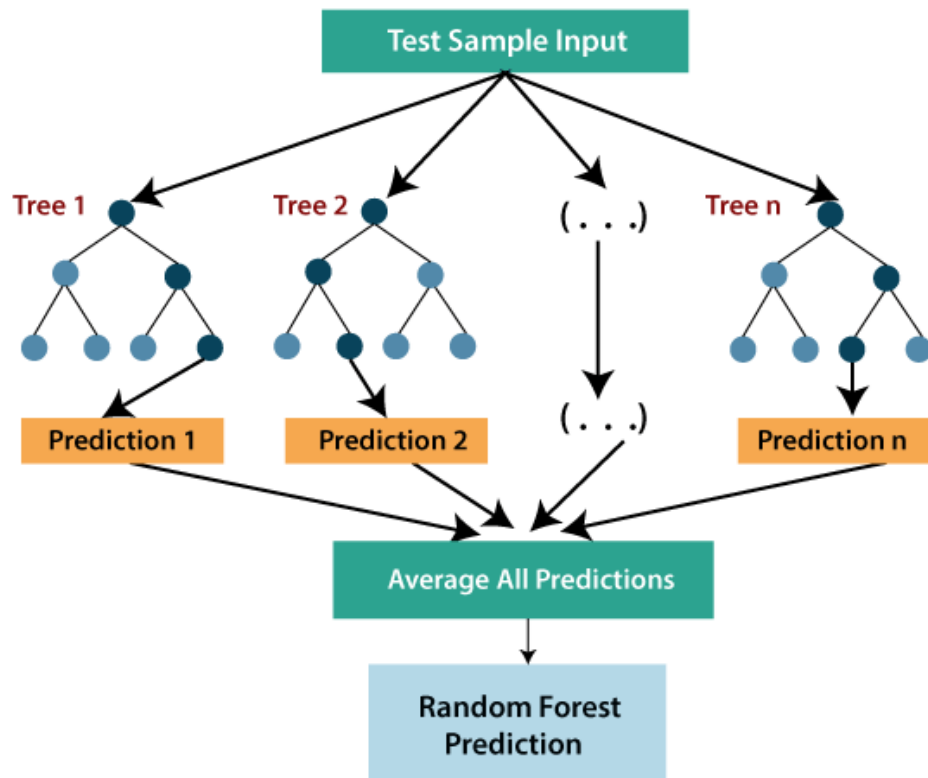 Test Sample Input
Tree 1
Tree 2
(. . .)
Tree n
(. . .)
Prediction 1
Prediction 2
Prediction n
Average All Predictions
Random Forest
Prediction